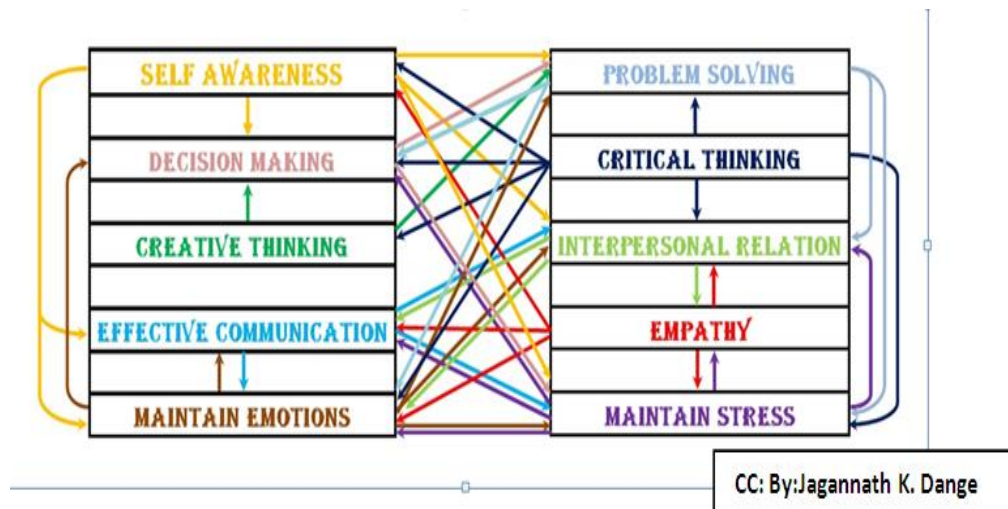 SELF AWARENESS
DECISION MAKING
CREATIVE THINKING
EFFECTIVE COMMUNICATION
MAINTAIN EMOTIONS
PROBLEM SOLVING
CRITICAL THINKING
INTERPERSONAL RELATION
EMPATHY
MAINTAIN STRESS
CC: By:Jagannath K. Dange